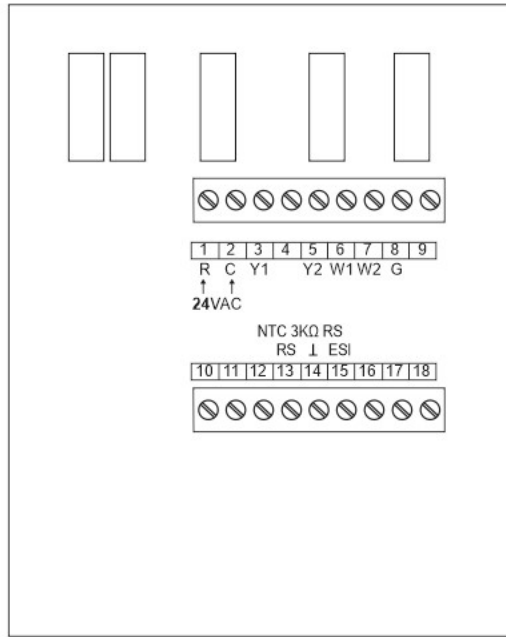 1 2 3 4 5 6 7 8 9
R C Y1 Y2 W1 W2 G
↑ ↑
24VAC
NTC 3KΩ RS
RS ⊥ ESI
10 11 12 13 14 15 16 17 18